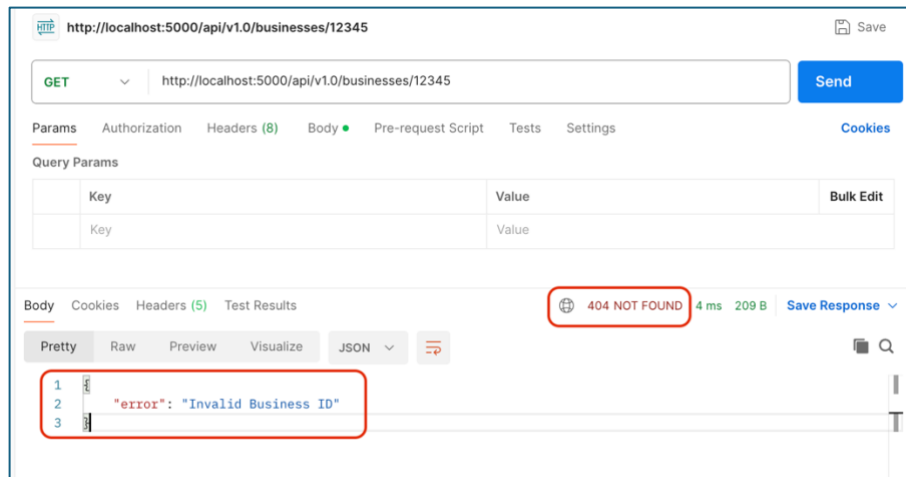 HTTP http://localhost:5000/api/v1.0/businesses/12345 Save
GET http://localhost:5000/api/v1.0/businesses/12345 Send
Params Authorization Headers (8) Body Pre-request Script Tests Settings Cookies
Query Params
Key Value Bulk Edit
Key Value
Body Cookies Headers (5) Test Results 404 NOT FOUND 4 ms 209 B Save Response
Pretty Raw Preview Visualize JSON
1 {
2 "error": "Invalid Business ID"
3 }